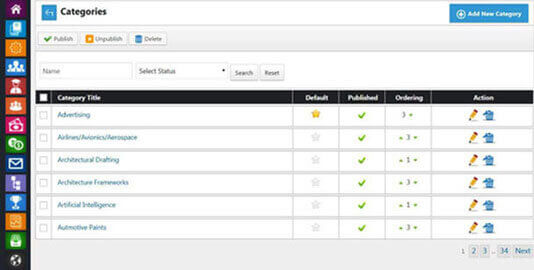 Categories
Add New Category
Publish Unpublish Delete
Name Select Status Search Reset
Category Title Default Published Ordering Action
Advertising 3
Airlines/Avionics/Aerospace 3
Architectural Drafting 1
Architecture Frameworks 3
Artificial Intelligence 1
Autmotive Paints 3
1 2 3 .. 34 Next